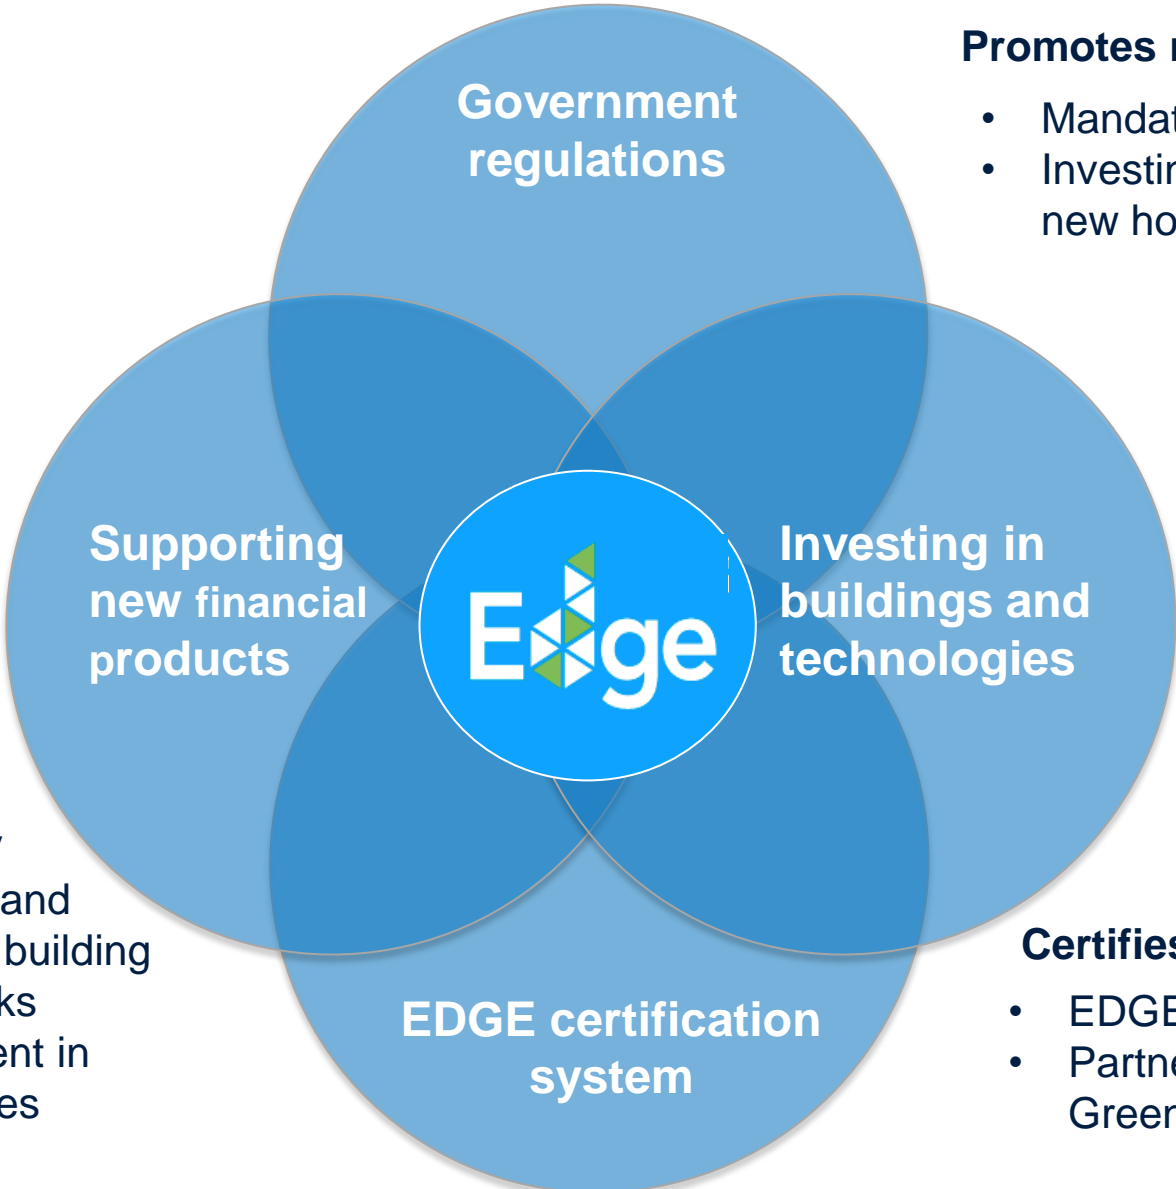 Promotes
• Mandat
• Investin
new ho
Government
regulations
Supporting
new financial
products
Edge
Investing in
buildings and
technologies
and
building
ks
ent in
es
EDGE certification
system
Certifies
• EDGE
• Partne
Green